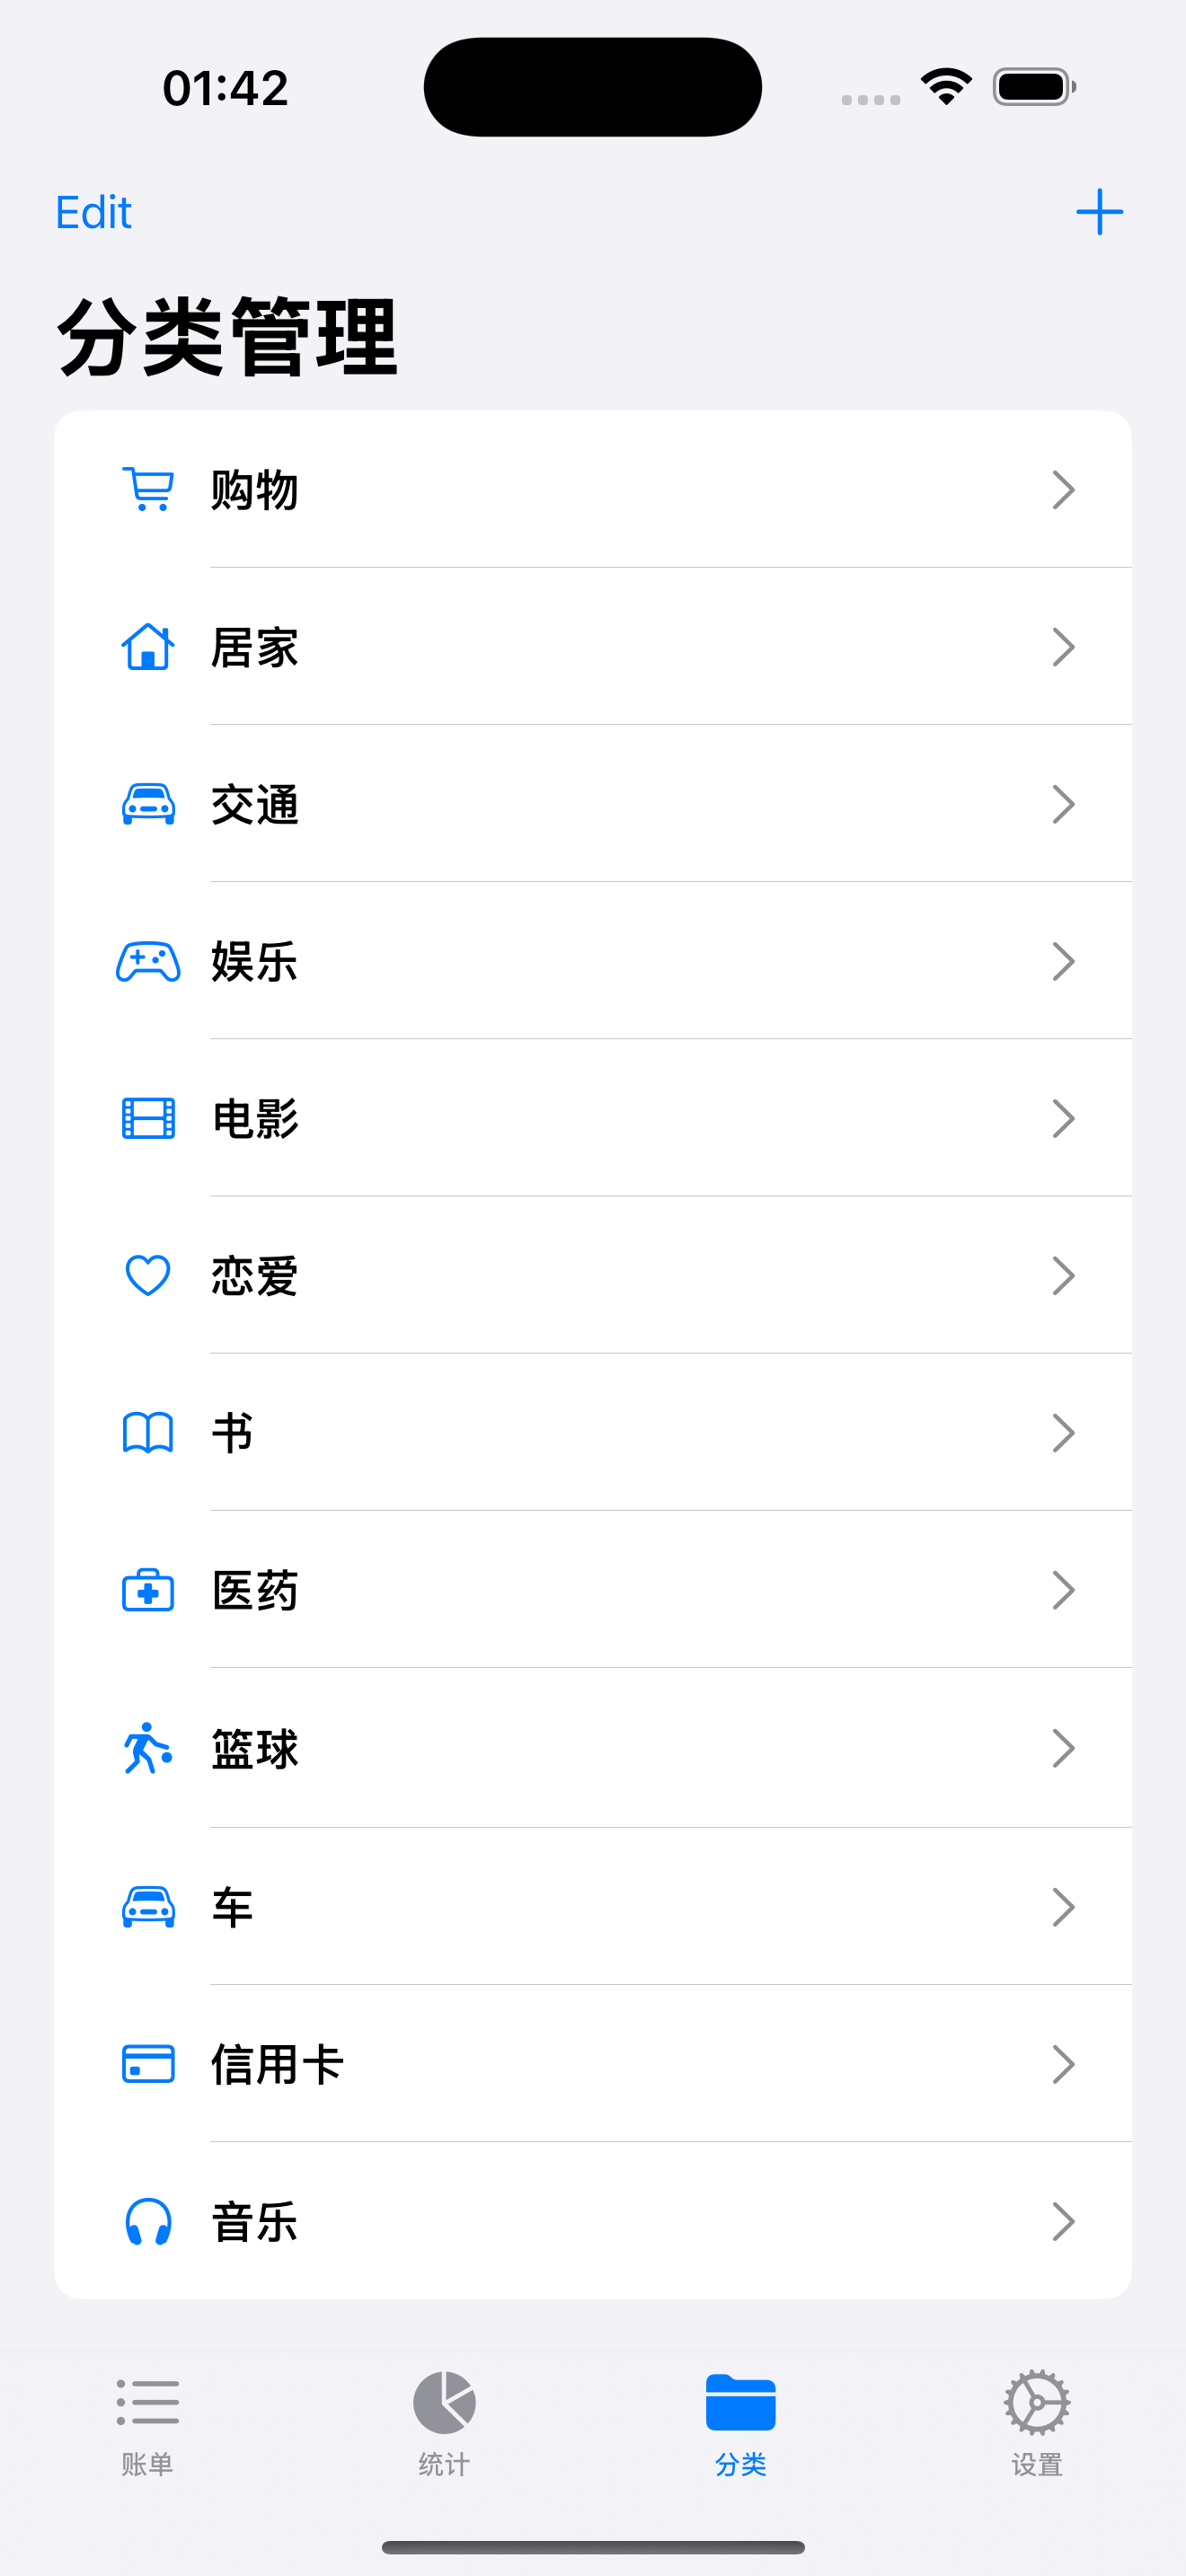 01:42
Edit
分类管理
购物
居家
交通
娱乐
电影
恋爱
书
医药
篮球
车
信用卡
音乐
账单
统计
分类
设置